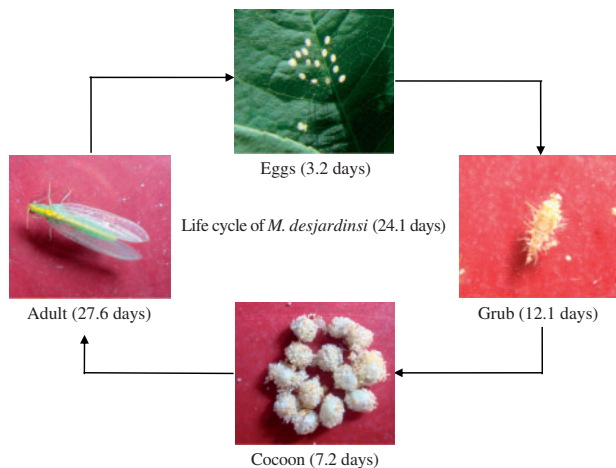 Eggs (3.2 days)
Life cycle of M. desjardinsi (24.1 days)
Adult (27.6 days)
Grub (12.1 days)
Cocoon (7.2 days)